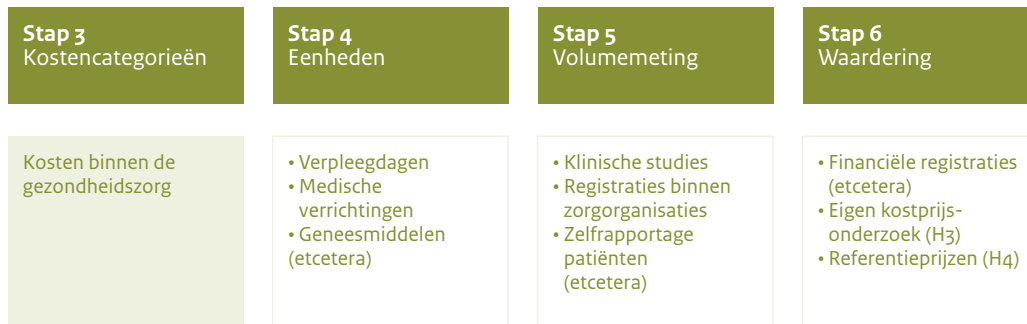 Stap 3
Kostencategorieën
Stap 4
Eenheden
Stap 5
Volumemeting
Stap 6
Waardering
Kosten binnen de
gezondheidszorg
• Verpleegdagen
• Medische
verrichtingen
• Geneesmiddelen
(etcetera)
• Klinische studies
• Registraties binnen
zorgorganisaties
• Zelfrapportage
patiënten
(etcetera)
• Financiële registraties
(etcetera)
• Eigen kostprijs-
onderzoek (H3)
• Referentieprijzen (H4)